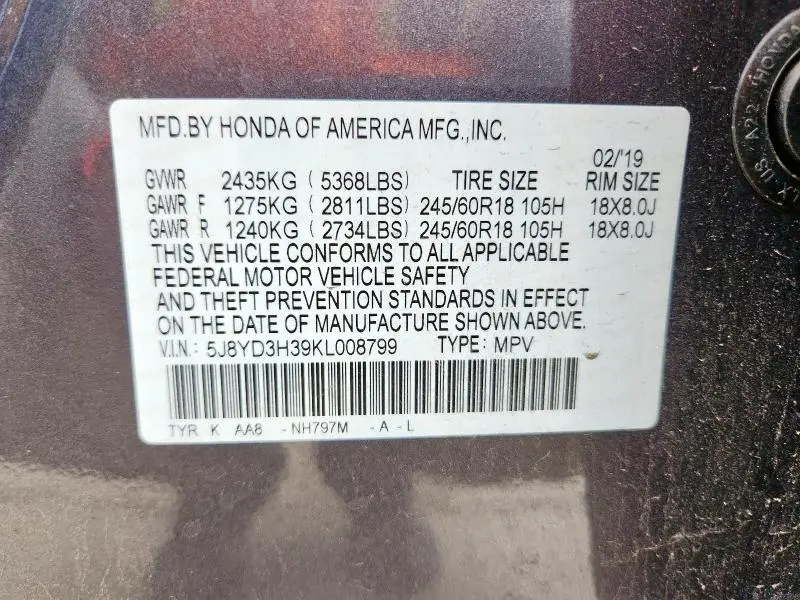 MFD.BY HONDA OF AMERICA MFG.,INC.
02/'19
GVWR 2435KG ( 5368LBS) TIRE SIZE RIM SIZE
GAWR F 1275KG ( 2811LBS) 245/60R18 105H 18X8.0J
GAWR R 1240KG ( 2734LBS) 245/60R18 105H 18X8.0J
THIS VEHICLE CONFORMS TO ALL APPLICABLE
FEDERAL MOTOR VEHICLE SAFETY
AND THEFT PREVENTION STANDARDS IN EFFECT
ON THE DATE OF MANUFACTURE SHOWN ABOVE.
V.I.N.: 5J8YD3H39KL008799 TYPE: MPV
TYR K AA8 -NH797M -A -L
A22 HONDA